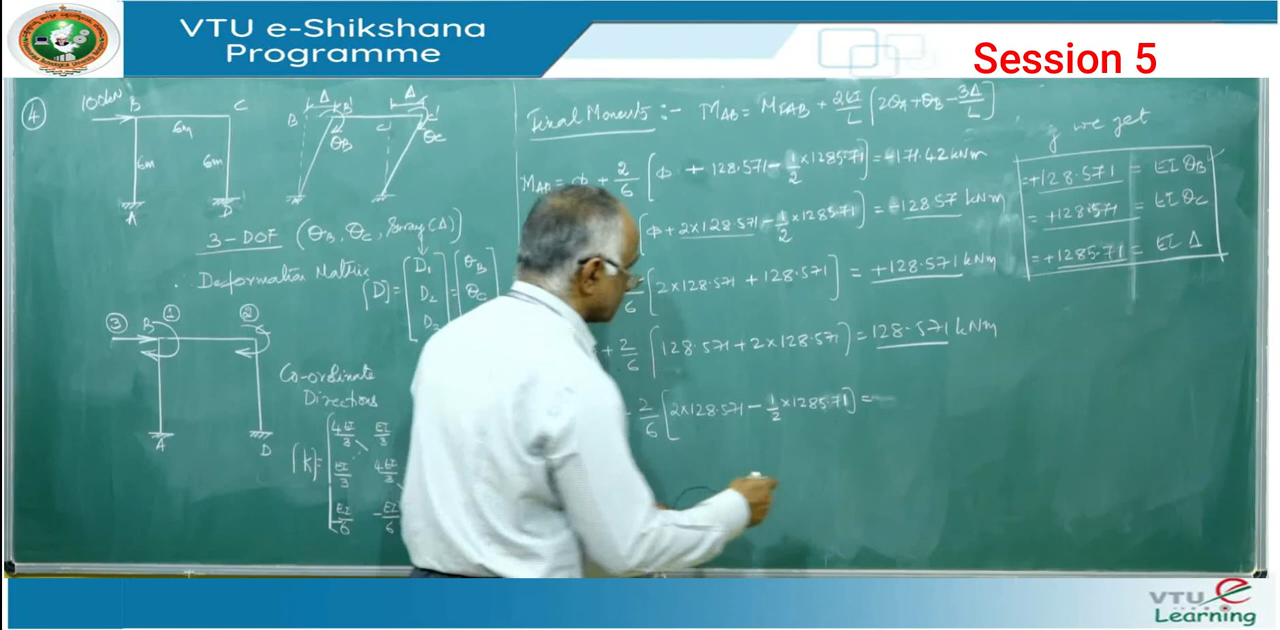 VTU e-Shikshana
Programme
Session 5
④
100kN
B
C
6m
6m
6m
A
D
Δ
B
B'
θB
Δ
C
C'
θC
3-DOF (θB, θC, Sway(Δ))
∴ Deformation Matrix
[D] = [D1 D2 D3] = [θB θC
③
B
①
②
A
D
Co-ordinate
Directions
[K] =
4EI/3 EI/3
EI/3 4EI/3
EI/6 -EI/6
Final Moments :- MAB = MFAB + 2EI/L [2θA + θB - 3Δ/L]
MAB = ϕ + 2/6 [ϕ + 128.571 - 1/2 × 1285.71] = -171.42 kNm
[ϕ + 2×128.571 - 1/2 × 1285.71] = -128.57 kNm
/6 [2×128.571 + 128.571] = +128.571 kNm
+ 2/6 [128.571 + 2×128.571] = 128.571 kNm
2/6 [2×128.571 - 1/2 × 1285.71] =
g we get
= +128.571 = EI θB
= +128.571 = EI θC
= +1285.71 = EI Δ
VTU e
Learning